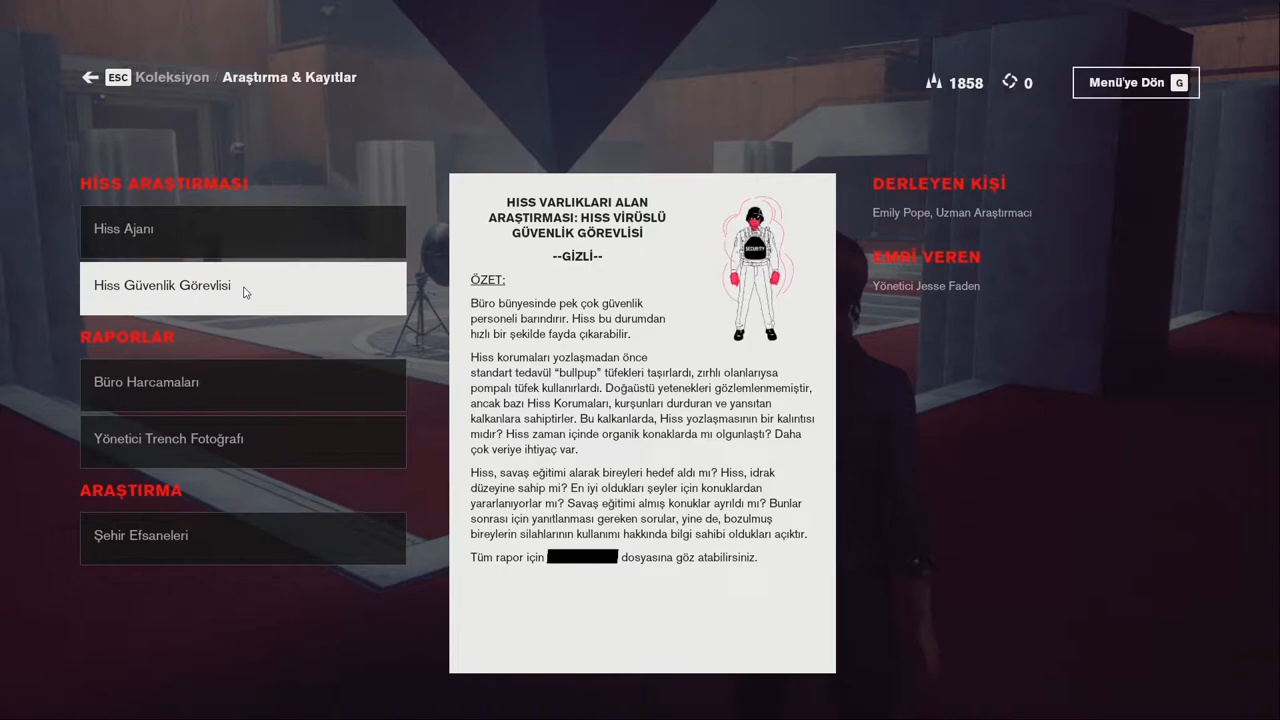 ESC Koleksiyon / Araştırma & Kayıtlar
1858
0
Menü'ye Dön G
HİSS ARAŞTIRMASI
Hiss Ajanı
Hiss Güvenlik Görevlisi
RAPORLAR
Büro Harcamaları
Yönetici Trench Fotoğrafı
ARAŞTIRMA
Şehir Efsaneleri
HISS VARLIKLARI ALAN
ARAŞTIRMASI: HISS VİRÜSLÜ
GÜVENLİK GÖREVLİSİ
--GİZLİ--
ÖZET:
Büro bünyesinde pek çok güvenlik
personeli barındırır. Hiss bu durumdan
hızlı bir şekilde fayda çıkarabilir.
Hiss korumaları yozlaşmadan önce
standart tedavül “bullpup” tüfekleri taşırlardı, zırhlı olanlarıysa
pompalı tüfek kullanırlardı. Doğaüstü yetenekleri gözlemlenmemiştir,
ancak bazı Hiss Korumaları, kurşunları durduran ve yansıtan
kalkanlara sahiptirler. Bu kalkanlarda, Hiss yozlaşmasının bir kalıntısı
mıdır? Hiss zaman içinde organik konaklarda mı olgunlaştı? Daha
çok veriye ihtiyaç var.
Hiss, savaş eğitimi alarak bireyleri hedef aldı mı? Hiss, idrak
düzeyine sahip mi? En iyi oldukları şeyler için konuklardan
yararlanıyorlar mı? Savaş eğitimi almış konuklar ayrıldı mı? Bunlar
sonrası için yanıtlanması gereken sorular, yine de, bozulmuş
bireylerin silahlarının kullanımı hakkında bilgi sahibi oldukları açıktır.
Tüm rapor için dosyasına göz atabilirsiniz.
SECURITY
DERLEYEN KİŞİ
Emily Pope, Uzman Araştırmacı
EMRİ VEREN
Yönetici Jesse Faden